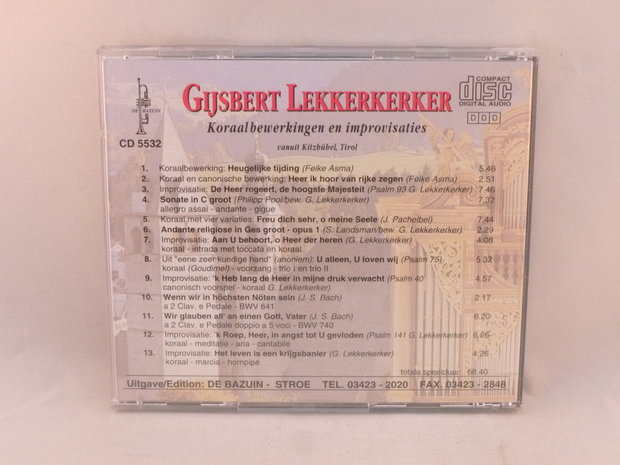 DE BAZUIN
CD 5532
GIJSBERT LEKKERKERKER
Koraalbewerkingen en improvisaties
vanuit Kitzbühel, Tirol
COMPACT
disc
DIGITAL AUDIO
DDD
1. Koraalbewerking: Heugelijke tijding (Feike Asma) 5.46
2. Koraal en canonische bewerking: Heer ik hoor van rijke zegen (Feike Asma) 2.51
3. Improvisatie: De Heer regeert, de hoogste Majesteit (Psalm 93 G. Lekkerkerker) 7.46
4. Sonate in C groot (Philipp Pool/bew. G. Lekkerkerker) 7.32
allegro assai - andante - gigue
5. Koraal met vier variaties: Freu dich sehr, o meine Seele (J. Pachelbel) 7.44
6. Andante religiose in Ges groot - opus 1 (S. Landsman/bew. G. Lekkerkerker) 2.29
7. Improvisatie: Aan U behoort, o Heer der heren (G. Lekkerkerker) 4.08
koraal - intrada met toccata en koraal
8. Uit "eene zeer kundige hand" (anoniem): U alleen, U loven wij (Psalm 75) 5.32
koraal (Goudimel) - voorzang - trio I en trio II
9. Improvisatie: 'k Heb lang de Heer in mijne druk verwacht (Psalm 40 4.57
canonisch voorspel - koraal G. Lekkerkerker)
10. Wenn wir in höchsten Nöten sein (J. S. Bach) 2.17
a 2 Clav. e Pedale - BWV 641
11. Wir glauben all' an einen Gott, Vater (J. S. Bach) 6.20
a 2 Clav. e Pedale doppio a 5 voci - BWV 740
12. Improvisatie: 'k Roep, Heer, in angst tot U gevloden (Psalm 141 G. Lekkerkerker) 6.26
koraal - meditatie - aria - cantabilé
13. Improvisatie: Het leven is een krijgsbanier (G. Lekkerkerker) 4.26
koraal - marcia - hornpipe
totale speelduur: 68.40
Uitgave/Edition: DE BAZUIN - STROE TEL. 03423 - 2020 FAX. 03423 - 2848